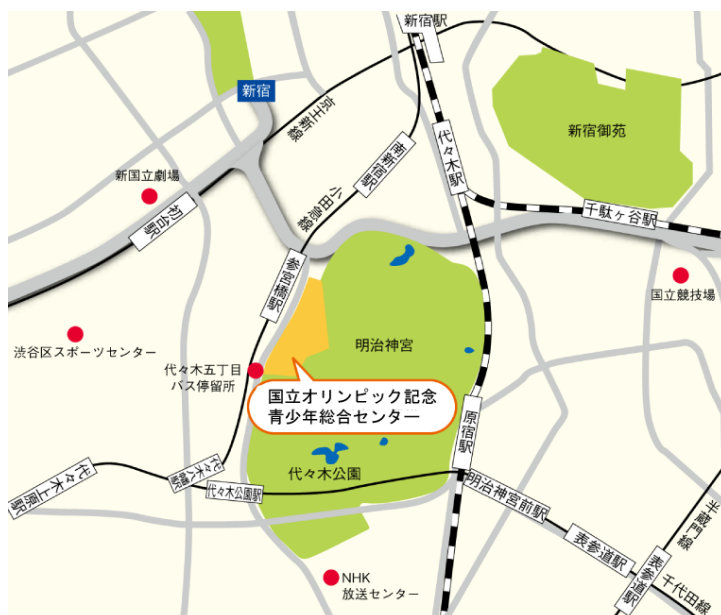 新宿駅
新宿
京王新線
南新宿駅
代々木駅
新宿御苑
新国立劇場
初台駅
小田急線
千駄ヶ谷駅
参宮橋駅
国立競技場
渋谷区スポーツセンター
明治神宮
代々木五丁目
バス停留所
国立オリンピック記念
青少年総合センター
原宿駅
代々木公園
代々木上原駅
代々木八幡駅
代々木公園駅
明治神宮前駅
半蔵門線
表参道駅
表参道駅
千代田線
NHK
放送センター